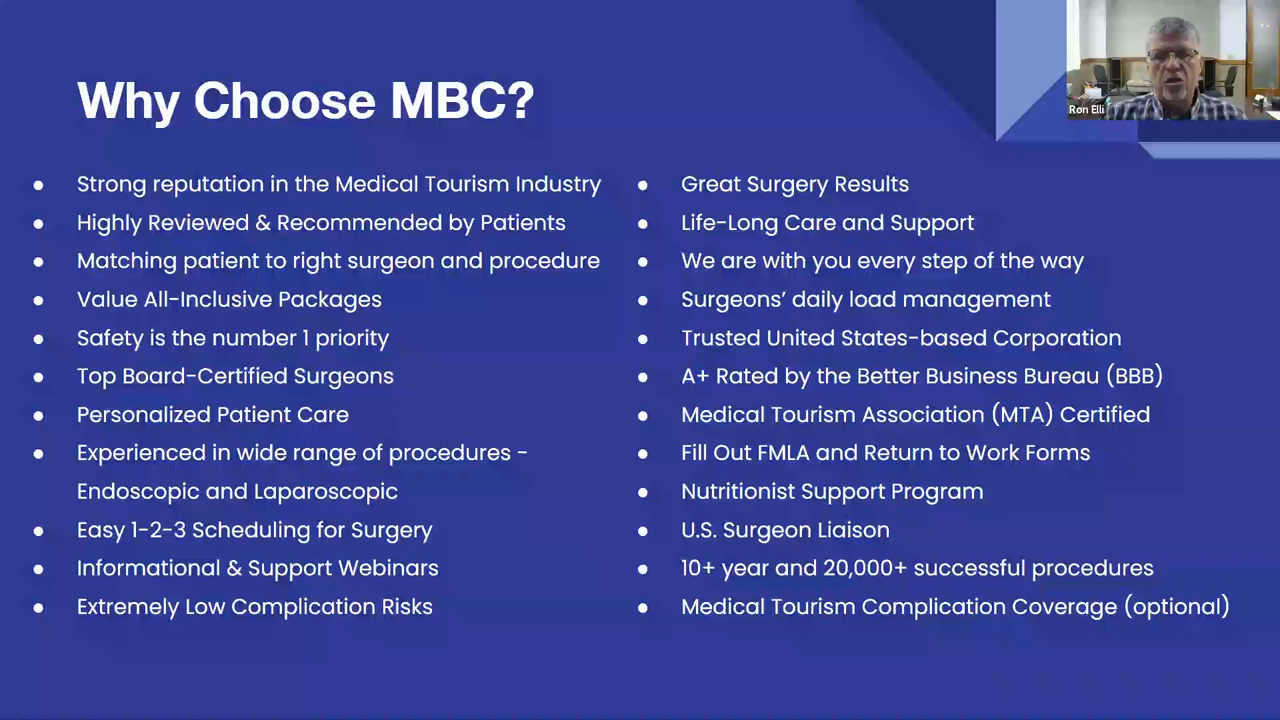 Why Choose MBC?
● Strong reputation in the Medical Tourism Industry
● Highly Reviewed & Recommended by Patients
● Matching patient to right surgeon and procedure
● Value All-Inclusive Packages
● Safety is the number 1 priority
● Top Board-Certified Surgeons
● Personalized Patient Care
● Experienced in wide range of procedures -
Endoscopic and Laparoscopic
● Easy 1-2-3 Scheduling for Surgery
● Informational & Support Webinars
● Extremely Low Complication Risks
● Great Surgery Results
● Life-Long Care and Support
● We are with you every step of the way
● Surgeons’ daily load management
● Trusted United States-based Corporation
● A+ Rated by the Better Business Bureau (BBB)
● Medical Tourism Association (MTA) Certified
● Fill Out FMLA and Return to Work Forms
● Nutritionist Support Program
● U.S. Surgeon Liaison
● 10+ year and 20,000+ successful procedures
● Medical Tourism Complication Coverage (optional)
Ron Elli